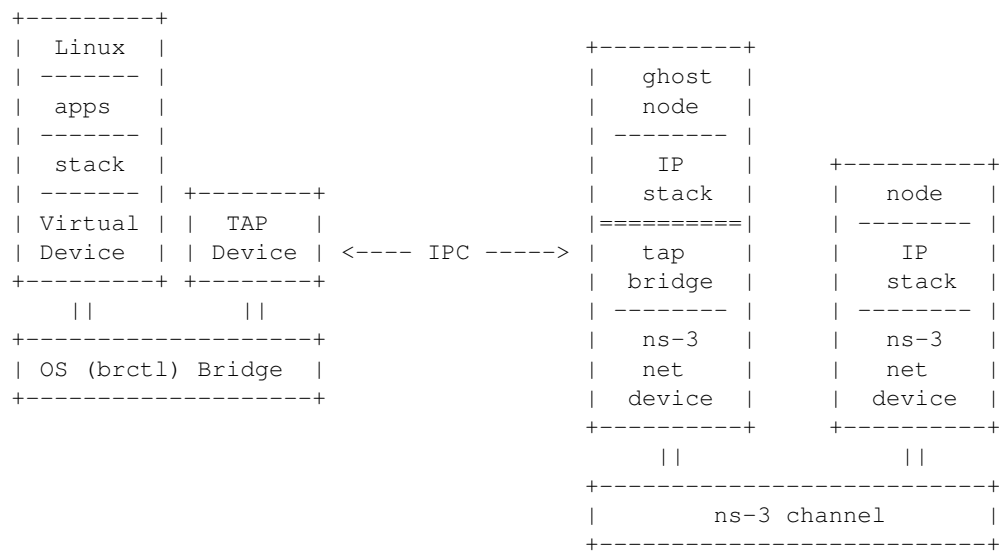 +---------+
|  Linux  |                             +----------+
| ------- |                             |   ghost  |
|  apps   |                             |   node   |
| ------- |                             | -------- |
|  stack  |                             |    IP    |     +----------+
| ------- | +--------+                  |   stack  |     |   node   |
| Virtual | |  TAP   |                  |==========|     | -------- |
| Device  | | Device | <---- IPC -----> |   tap    |     |    IP    |
+---------+ +--------+                  |  bridge  |     |   stack  |
    ||          ||                      | -------- |     | -------- |
+---------------------+                 |   ns-3   |     |   ns-3   |
| OS (brctl) Bridge   |                 |   net    |     |   net    |
+---------------------+                 |  device  |     |  device  |
                                        +----------+     +----------+
                                             ||               ||
                                        +---------------------------+
                                        |        ns-3 channel       |
                                        +---------------------------+